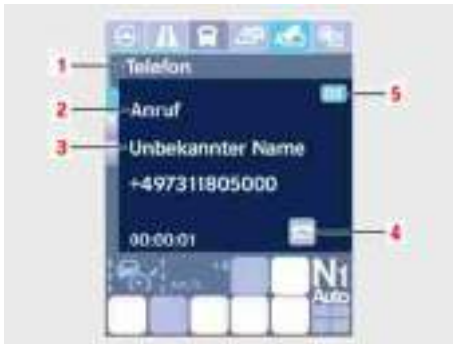 Telefon
1
5
2
Anruf
3
Unbekannter Name
+497311805000
4
00:00:01
N1
Auto